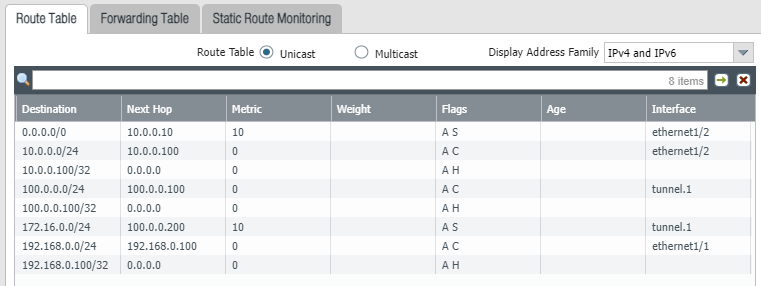 Route Table Forwarding Table Static Route Monitoring
Route Table Unicast Multicast Display Address Family IPv4 and IPv6
8 items
Destination Next Hop Metric Weight Flags Age Interface
0.0.0.0/0 10.0.0.10 10 A S ethernet1/2
10.0.0.0/24 10.0.0.100 0 A C ethernet1/2
10.0.0.100/32 0.0.0.0 0 A H
100.0.0.0/24 100.0.0.100 0 A C tunnel.1
100.0.0.100/32 0.0.0.0 0 A H
172.16.0.0/24 100.0.0.200 10 A S tunnel.1
192.168.0.0/24 192.168.0.100 0 A C ethernet1/1
192.168.0.100/32 0.0.0.0 0 A H